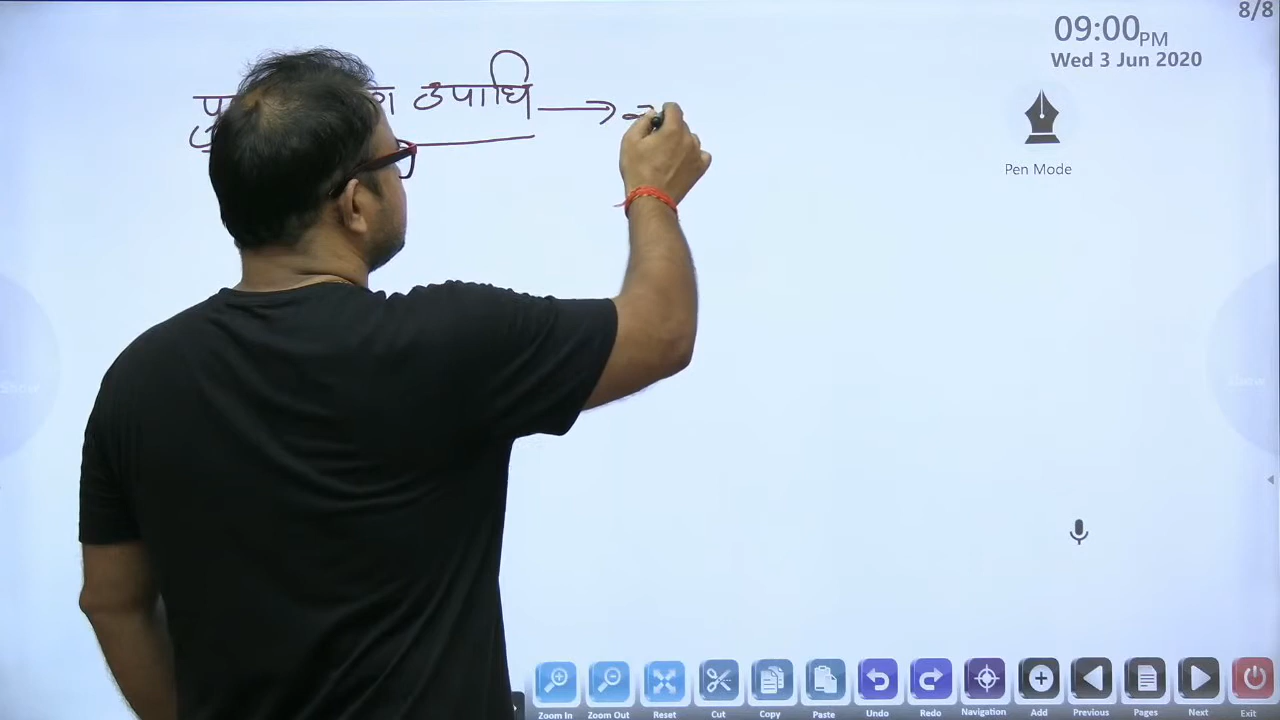 8/8
09:00PM
Wed 3 Jun 2020
Pen Mode
उपाधि →
Zoom In Zoom Out Reset Cut Copy Paste Undo Redo Navigation Add Previous Pages Next Exit